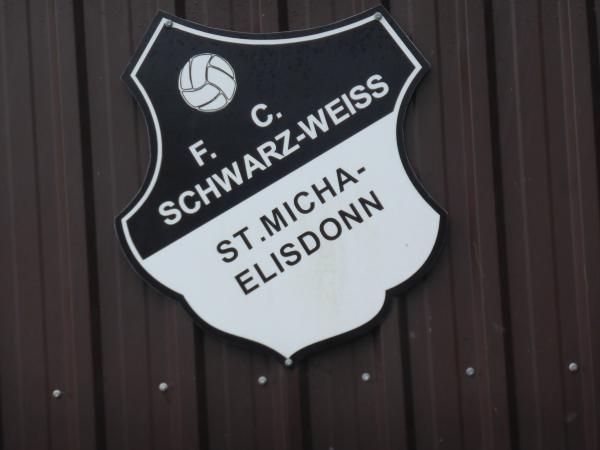 F. C.
SCHWARZ-WEISS
ST. MICHA-
ELISDONN